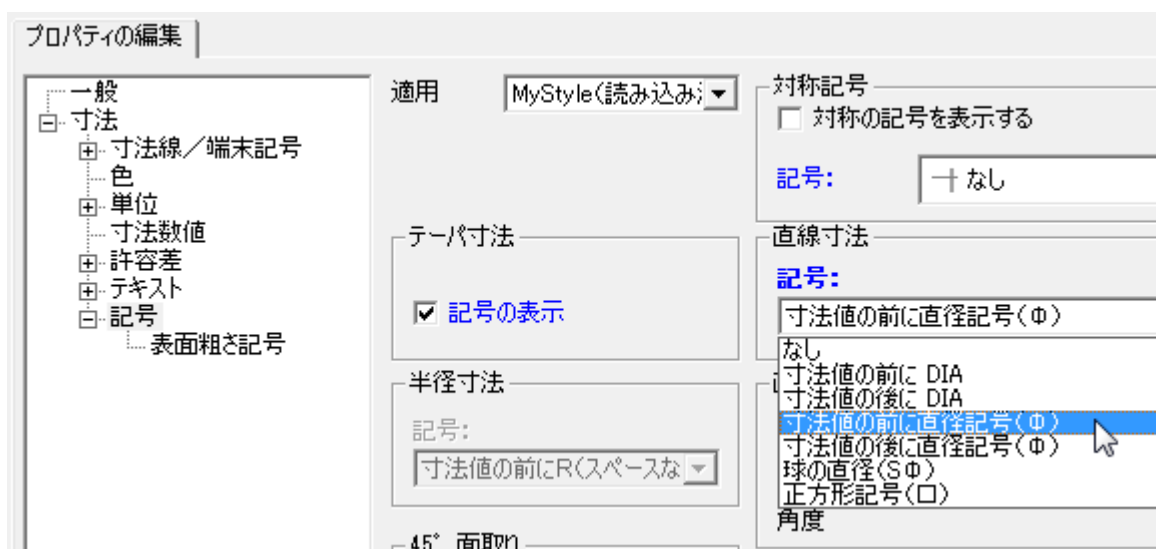 プロパティの編集
一般
寸法
寸法線／端末記号
色
単位
寸法数値
許容差
テキスト
記号
表面粗さ記号
適用
MyStyle(読み込み
対称記号
対称の記号を表示する
記号:
なし
テーパ寸法
記号の表示
直線寸法
記号:
寸法値の前に直径記号(Φ)
なし
寸法値の前に DIA
寸法値の後に DIA
寸法値の前に直径記号(Φ)
寸法値の後に直径記号(Φ)
球の直径(SΦ)
正方形記号(□)
角度
半径寸法
記号:
寸法値の前にR(スペースな
45°面取り